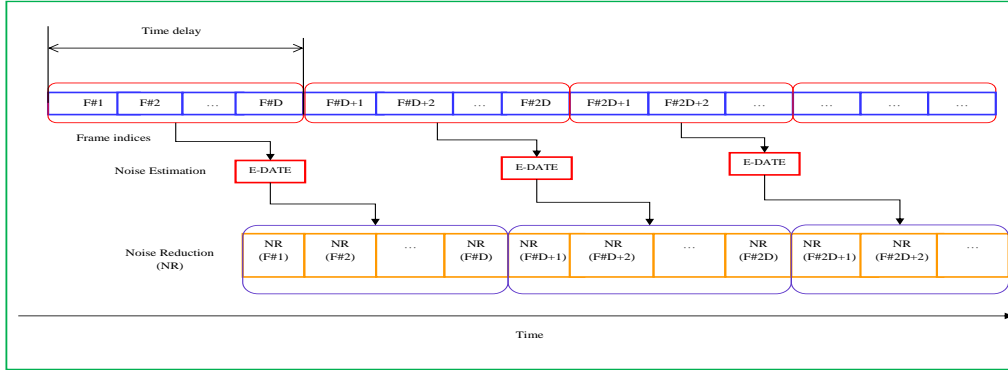 Time delay
F#1 F#2 … F#D F#D+1 F#D+2 … F#2D F#2D+1 F#2D+2 … … … …
Frame indices
Noise Estimation E-DATE E-DATE E-DATE
NR NR … NR NR NR … NR NR NR …
(F#1) (F#2) (F#D) (F#D+1) (F#D+2) (F#2D) (F#2D+1) (F#2D+2)
Noise Reduction
(NR)
Time